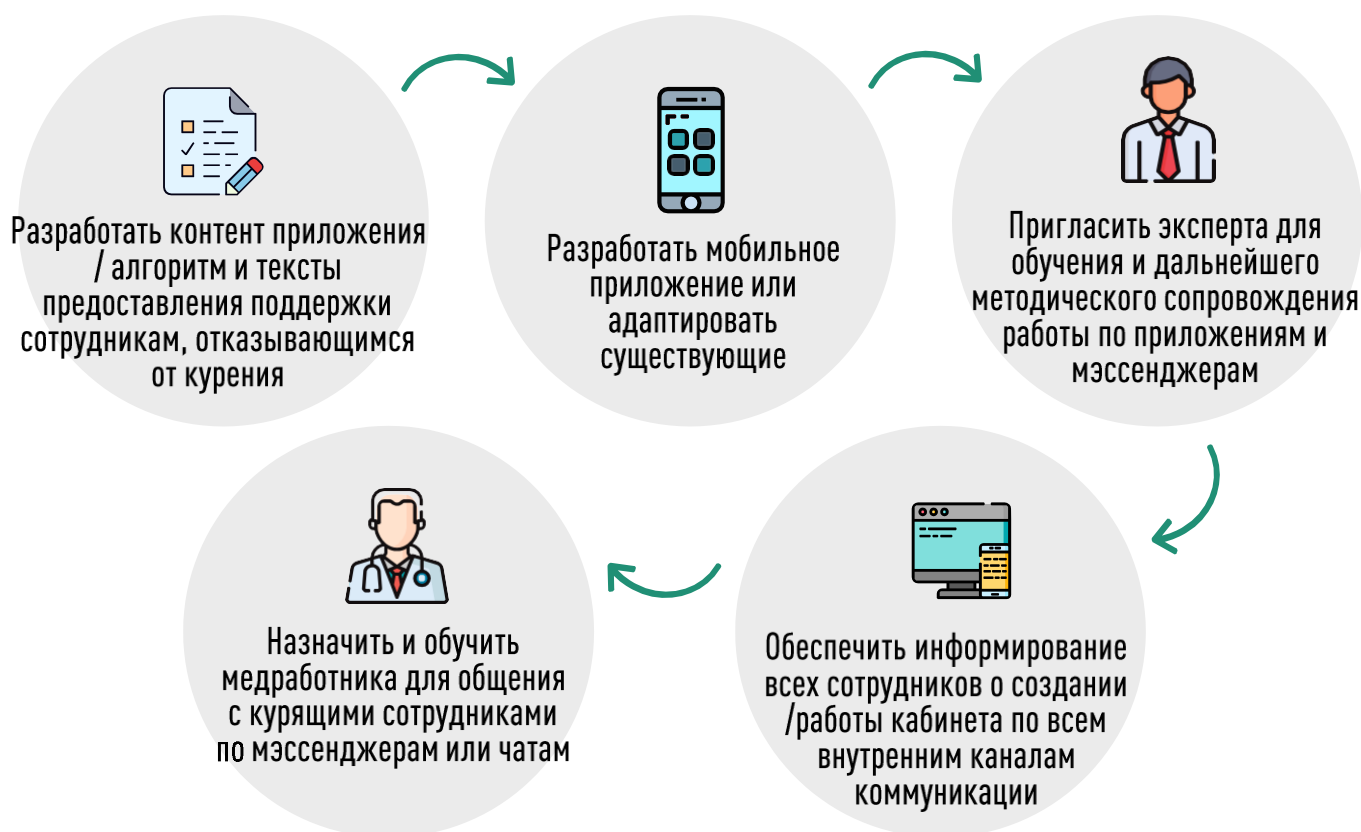 Разработать контент приложения
/ алгоритм и тексты
предоставления поддержки
сотрудникам, отказывающимся
от курения
Разработать мобильное
приложение или
адаптировать
существующие
Пригласить эксперта для
обучения и дальнейшего
методического сопровождения
работы по приложениям и
мэссенджерам
Обеспечить информирование
всех сотрудников о создании
/работы кабинета по всем
внутренним каналам
коммуникации
Назначить и обучить
медработника для общения
с курящими сотрудниками
по мэссенджерам или чатам